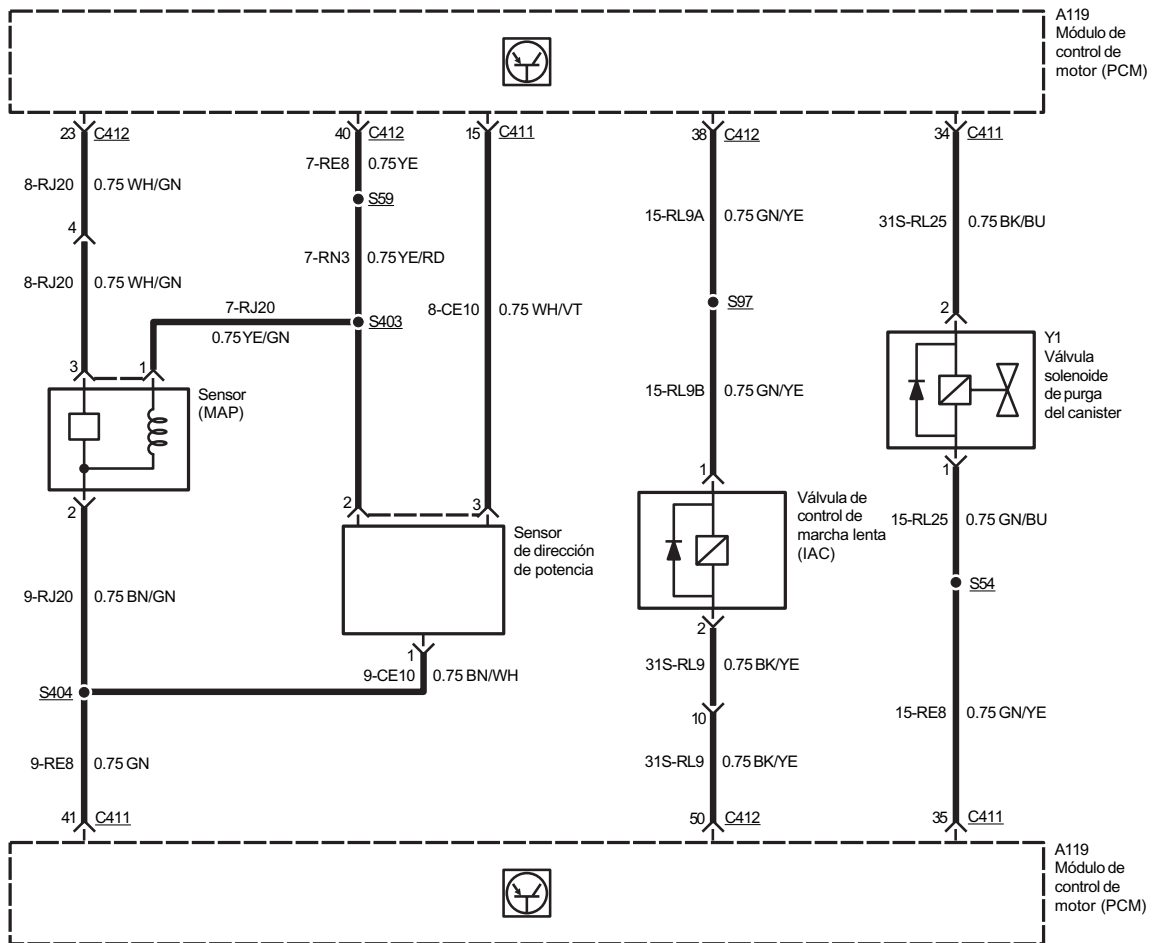 A119
Módulo de
control de
motor (PCM)
23 C412
40 C412
15 C411
38 C412
34 C411
7-RE8 0.75 YE
8-RJ20 0.75 WH/GN
S59
15-RL9A 0.75 GN/YE
31S-RL25 0.75 BK/BU
4
7-RN3 0.75 YE/RD
8-RJ20 0.75 WH/GN
7-RJ20
0.75 YE/GN
S403
8-CE10 0.75 WH/VT
S97
2
Y1
Válvula
solenoide
de purga
del canister
3
1
Sensor
(MAP)
15-RL9B 0.75 GN/YE
1
1
2
2
3
Sensor
de dirección
de potencia
Válvula de
control de
marcha lenta
(IAC)
15-RL25 0.75 GN/BU
S54
9-RJ20 0.75 BN/GN
2
1
9-CE10 0.75 BN/WH
31S-RL9 0.75 BK/YE
S404
10
15-RE8 0.75 GN/YE
9-RE8 0.75 GN
31S-RL9 0.75 BK/YE
41 C411
50 C412
35 C411
A119
Módulo de
control de
motor (PCM)